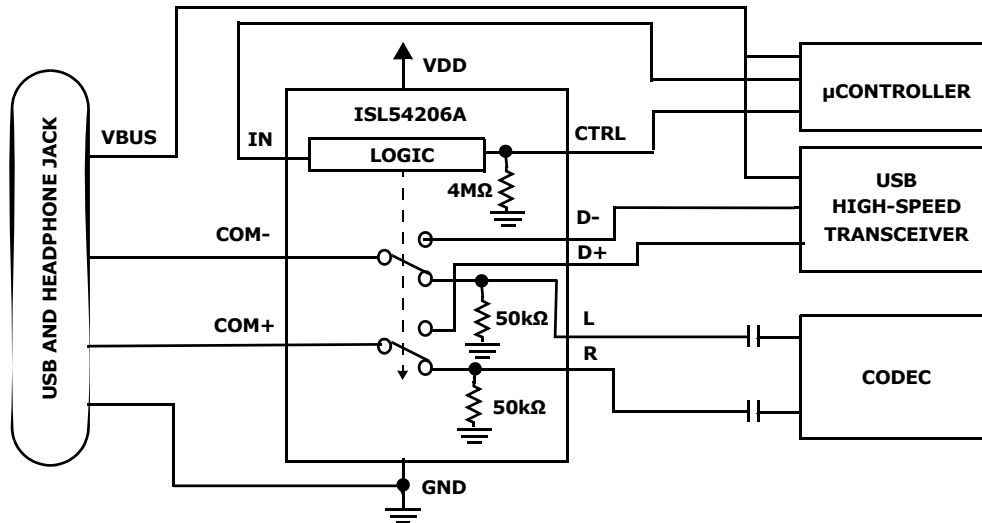 USB AND HEADPHONE JACK
VBUS
COM-
COM+
VDD
ISL54206A
IN
LOGIC
CTRL
4MΩ
D-
D+
50kΩ
L
R
50kΩ
GND
µCONTROLLER
USB
HIGH-SPEED
TRANSCEIVER
CODEC